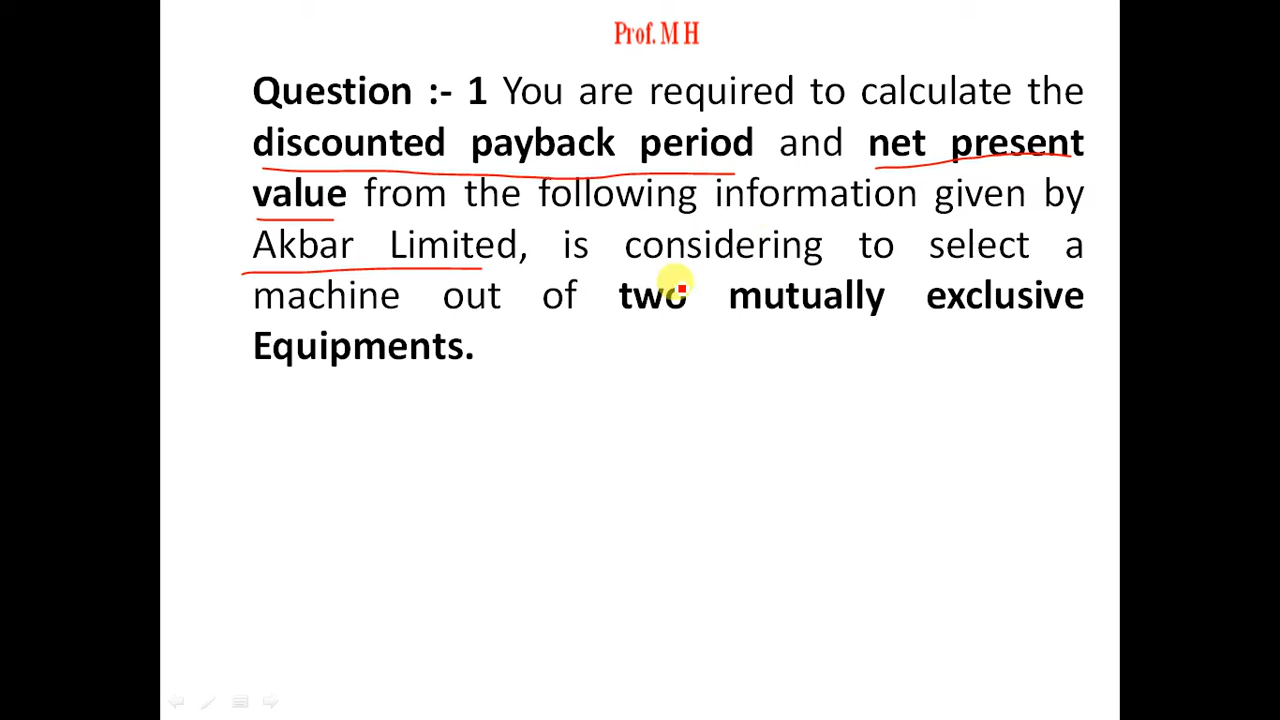 Prof. M H
Question :- 1 You are required to calculate the
discounted payback period and net present
value from the following information given by
Akbar Limited, is considering to select a
machine out of two mutually exclusive
Equipments.